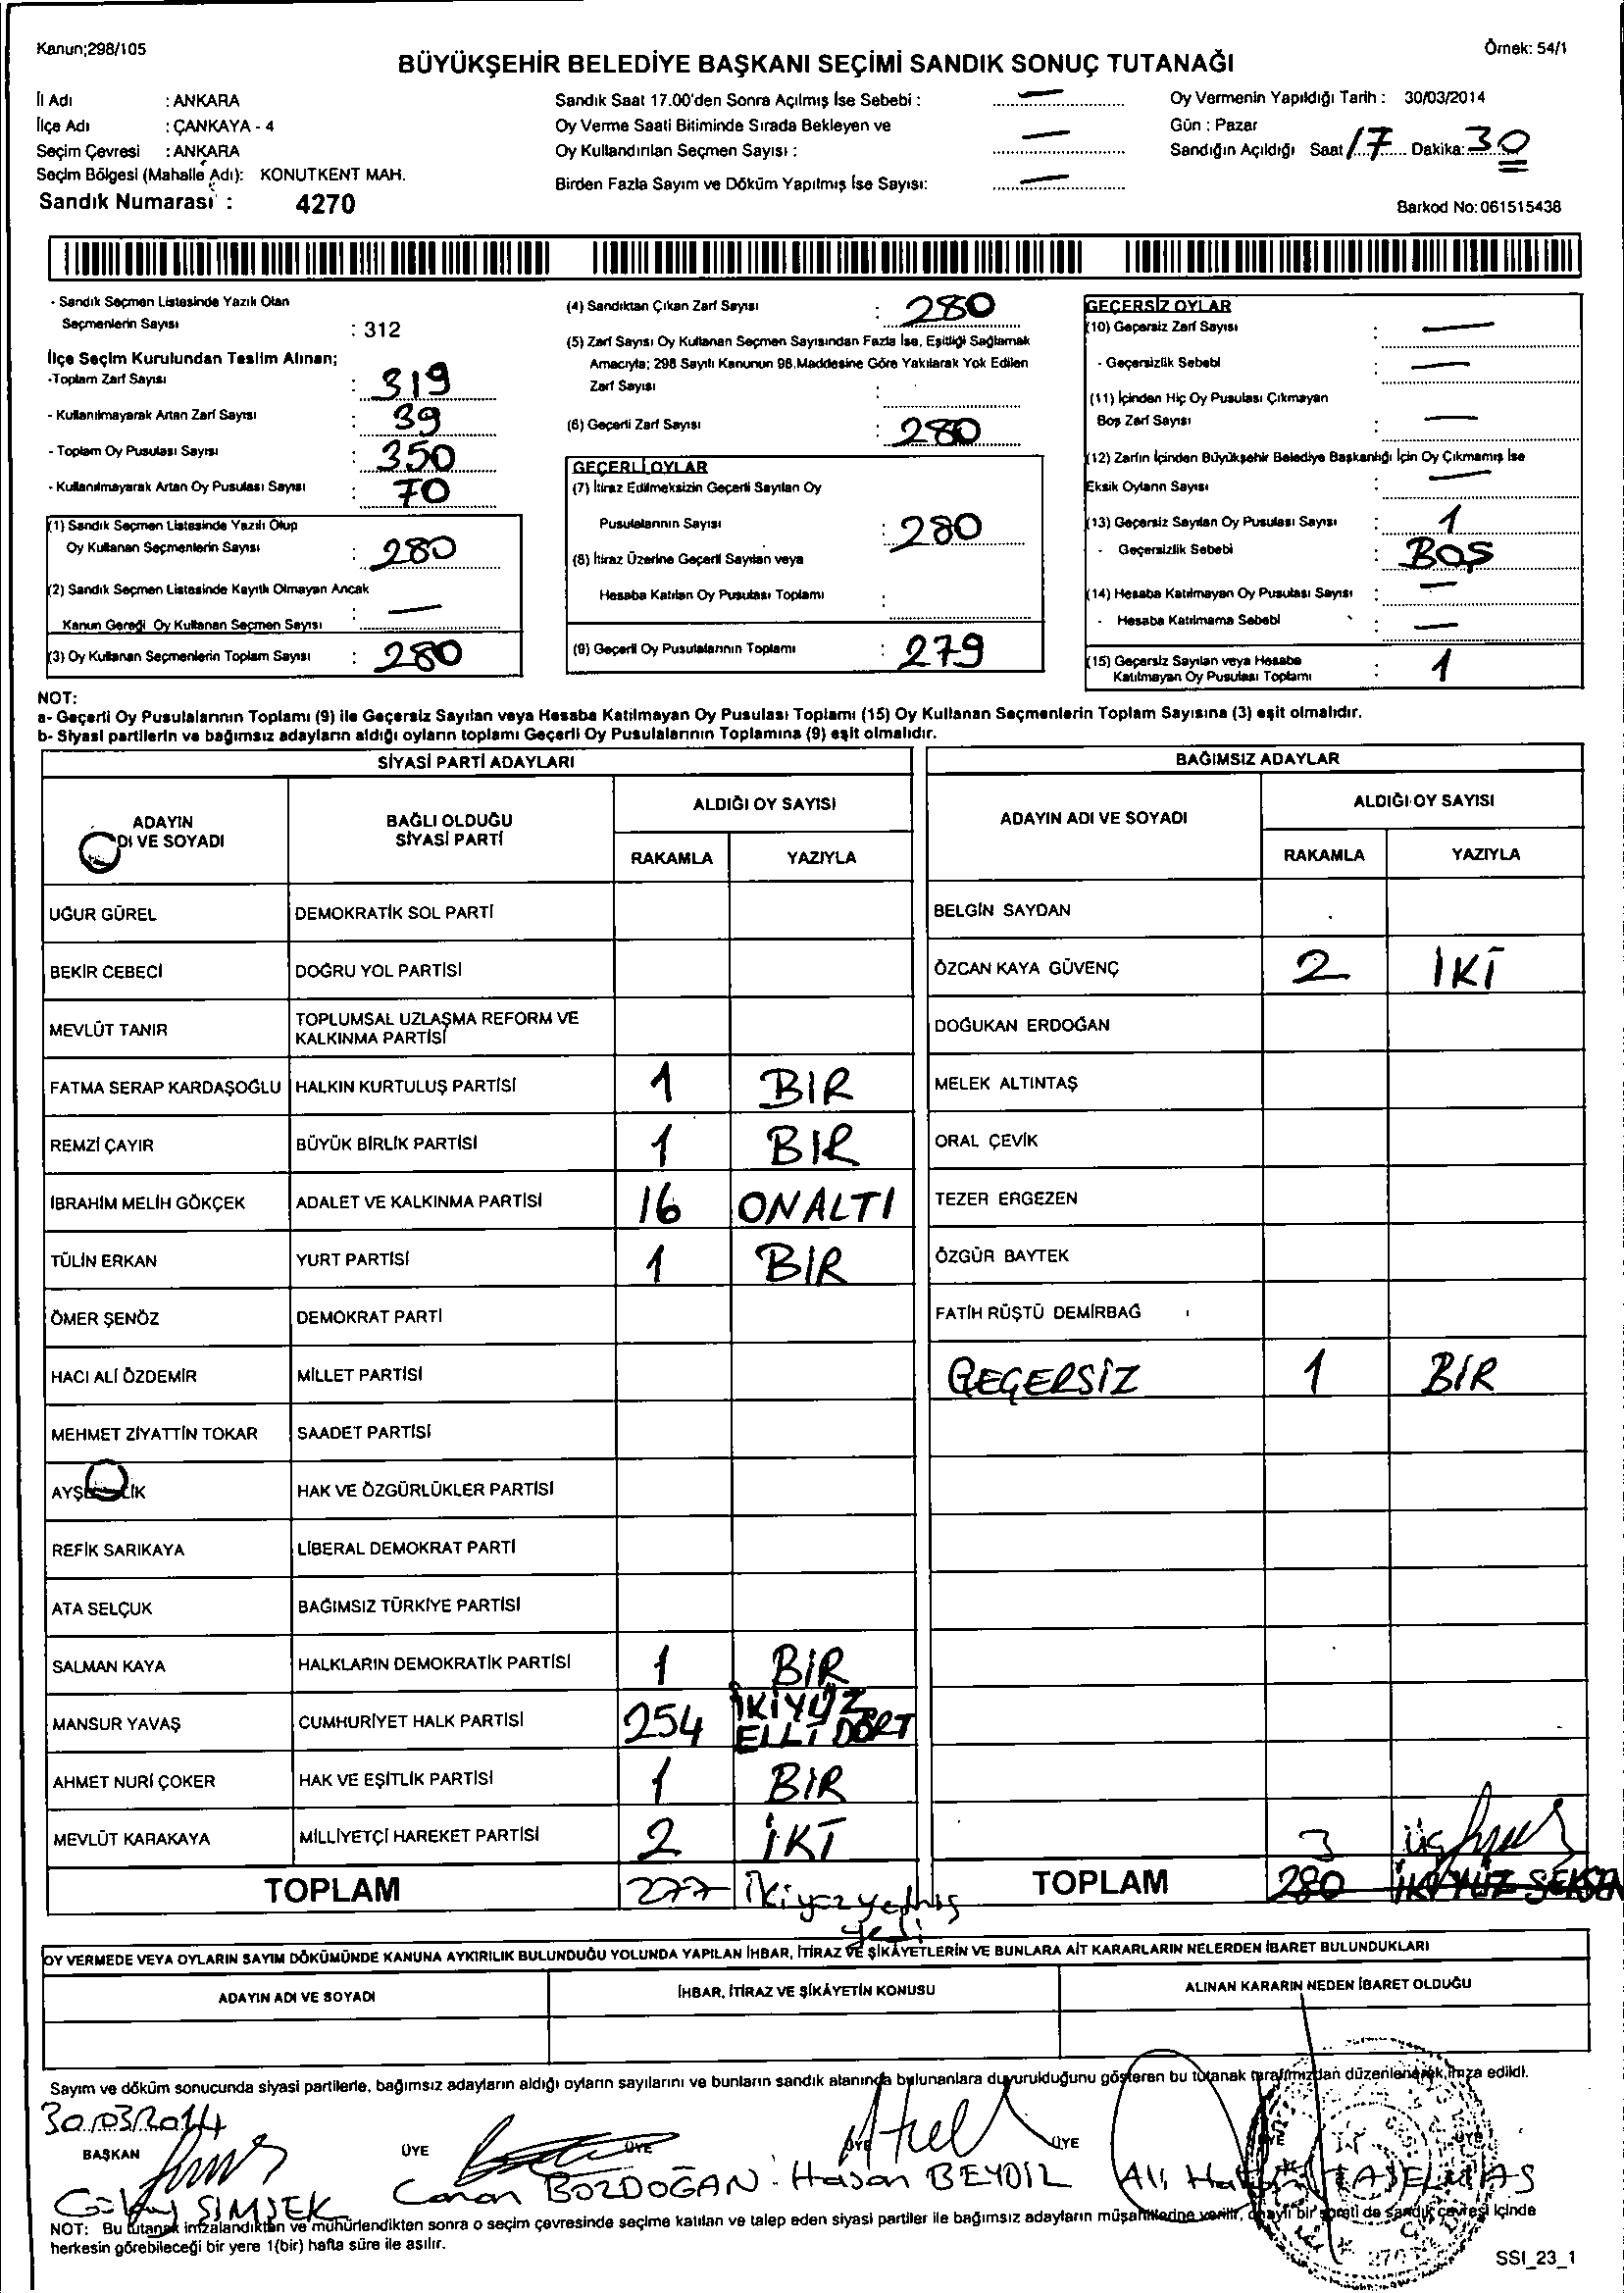 Kanun;298/105
Örnek: 54/1
BÜYÜKŞEHİR BELEDİYE BAŞKANI SEÇİMİ SANDIK SONUÇ TUTANAĞI
İl Adı : ANKARA
İlçe Adı : ÇANKAYA - 4
Seçim Çevresi : ANKARA
Seçim Bölgesi (Mahalle Adı): KONUTKENT MAH.
Sandık Numarası : 4270
Sandık Saat 17.00'den Sonra Açılmış İse Sebebi : —
Oy Verme Saati Bitiminde Sırada Bekleyen ve
Oy Kullandırılan Seçmen Sayısı : —
Birden Fazla Sayım ve Döküm Yapılmış İse Sayısı: —
Oy Vermenin Yapıldığı Tarih : 30/03/2014
Gün : Pazar
Sandığın Açıldığı Saat 17 Dakika: 30
Barkod No:061515438
- Sandık Seçmen Listesinde Yazılı Olan
Seçmenlerin Sayısı : 312
İlçe Seçim Kurulundan Teslim Alınan;
-Toplam Zarf Sayısı : 319
- Kullanılmayarak Artan Zarf Sayısı : 39
- Toplam Oy Pusulası Sayısı : 350
- Kullanılmayarak Artan Oy Pusulası Sayısı : 70
(1) Sandık Seçmen Listesinde Yazılı Olup
Oy Kullanan Seçmenlerin Sayısı : 280
(2) Sandık Seçmen Listesinde Kayıtlı Olmayan Ancak
Kanun Gereği Oy Kullanan Seçmen Sayısı : —
(3) Oy Kullanan Seçmenlerin Toplam Sayısı : 280
(4) Sandıktan Çıkan Zarf Sayısı : 280
(5) Zarf Sayısı Oy Kullanan Seçmen Sayısından Fazla İse, Eşitliği Sağlamak
Amacıyla; 298 Sayılı Kanunun 98.Maddesine Göre Yakılarak Yok Edilen
Zarf Sayısı :
(6) Geçerli Zarf Sayısı : 280
GEÇERLİ OYLAR
(7) İtiraz Edilmeksizin Geçerli Sayılan Oy
Pusulalarının Sayısı : 280
(8) İtiraz Üzerine Geçerli Sayılan veya
Hesaba Katılan Oy Pusulası Toplamı :
(9) Geçerli Oy Pusulalarının Toplamı : 279
GEÇERSİZ OYLAR
(10) Geçersiz Zarf Sayısı : —
- Geçersizlik Sebebi : —
(11) İçinden Hiç Oy Pusulası Çıkmayan
Boş Zarf Sayısı : —
(12) Zarfın İçinden Büyükşehir Belediye Başkanlığı İçin Oy Çıkmamış İse
Eksik Oyların Sayısı : —
(13) Geçersiz Sayılan Oy Pusulası Sayısı : 1
- Geçersizlik Sebebi : BOŞ
(14) Hesaba Katılmayan Oy Pusulası Sayısı : —
- Hesaba Katılmama Sebebi : —
(15) Geçersiz Sayılan veya Hesaba
Katılmayan Oy Pusulası Toplamı : 1
NOT:
a- Geçerli Oy Pusulalarının Toplamı (9) ile Geçersiz Sayılan veya Hesaba Katılmayan Oy Pusulası Toplamı (15) Oy Kullanan Seçmenlerin Toplam Sayısına (3) eşit olmalıdır.
b- Siyasi partilerin ve bağımsız adayların aldığı oyların toplamı Geçerli Oy Pusulalarının Toplamına (9) eşit olmalıdır.
SİYASİ PARTİ ADAYLARI
ADAYIN
DI VE SOYADI
BAĞLI OLDUĞU
SİYASİ PARTİ
ALDIĞI OY SAYISI
RAKAMLA YAZIYLA
UĞUR GÜREL DEMOKRATİK SOL PARTİ
BEKİR CEBECİ DOĞRU YOL PARTİSİ
MEVLÜT TANIR TOPLUMSAL UZLAŞMA REFORM VE
KALKINMA PARTİSİ
FATMA SERAP KARDAŞOĞLU HALKIN KURTULUŞ PARTİSİ 1 BIR
REMZİ ÇAYIR BÜYÜK BİRLİK PARTİSİ 1 BIR
İBRAHİM MELİH GÖKÇEK ADALET VE KALKINMA PARTİSİ 16 ONALTI
TÜLİN ERKAN YURT PARTİSİ 1 BIR
ÖMER ŞENÖZ DEMOKRAT PARTİ
HACI ALİ ÖZDEMİR MİLLET PARTİSİ
MEHMET ZİYATTİN TOKAR SAADET PARTİSİ
HAK VE ÖZGÜRLÜKLER PARTİSİ
REFİK SARIKAYA LİBERAL DEMOKRAT PARTİ
ATA SELÇUK BAĞIMSIZ TÜRKİYE PARTİSİ
SALMAN KAYA HALKLARIN DEMOKRATİK PARTİSİ 1 BİR
MANSUR YAVAŞ CUMHURİYET HALK PARTİSİ 254 İKİYÜZ
ELLİ DÖRT
AHMET NURİ ÇOKER HAK VE EŞİTLİK PARTİSİ 1 BİR
MEVLÜT KARAKAYA MİLLİYETÇİ HAREKET PARTİSİ 2 İKİ
TOPLAM 277 ikiyüzyetmiş
yedi
BAĞIMSIZ ADAYLAR
ADAYIN ADI VE SOYADI
ALDIĞI OY SAYISI
RAKAMLA YAZIYLA
BELGİN SAYDAN
ÖZCAN KAYA GÜVENÇ 2 İKİ
DOĞUKAN ERDOĞAN
MELEK ALTINTAŞ
ORAL ÇEVİK
TEZER ERGEZEN
ÖZGÜR BAYTEK
FATİH RÜŞTÜ DEMİRBAĞ
GEÇERSİZ 1 BİR
3 üç
TOPLAM 280 İKİYÜZ SEKSEN
OY VERMEDE VEYA OYLARIN SAYIM DÖKÜMÜNDE KANUNA AYKIRILIK BULUNDUĞU YOLUNDA YAPILAN İHBAR, İTİRAZ VE ŞİKÂYETLERİN VE BUNLARA AİT KARARLARIN NELERDEN İBARET BULUNDUKLARI
ADAYIN ADI VE SOYADI İHBAR, İTİRAZ VE ŞİKÂYETİN KONUSU ALINAN KARARIN NEDEN İBARET OLDUĞU
Sayım ve döküm sonucunda siyasi partilerle, bağımsız adayların aldığı oyların sayılarını ve bunların sandık alanında bulunanlara duyurulduğunu gösteren bu tutanak tarafımızdan düzenlenerek imza edildi.
30.03.2014
BAŞKAN ÜYE ÜYE ÜYE ÜYE ÜYE ÜYE
ŞİMŞEK Canan BOZDOĞAN Hasan BEYDİL Ali
NOT: Bu tutanak imzalandıktan ve mühürlendikten sonra o seçim çevresinde seçime katılan ve talep eden siyasi partiler ile bağımsız adayların müşahitlerine verilir, onaylı bir sureti de sandık çevresi içinde
herkesin görebileceği bir yere 1(bir) hafta süre ile asılır.
SSI_23_1